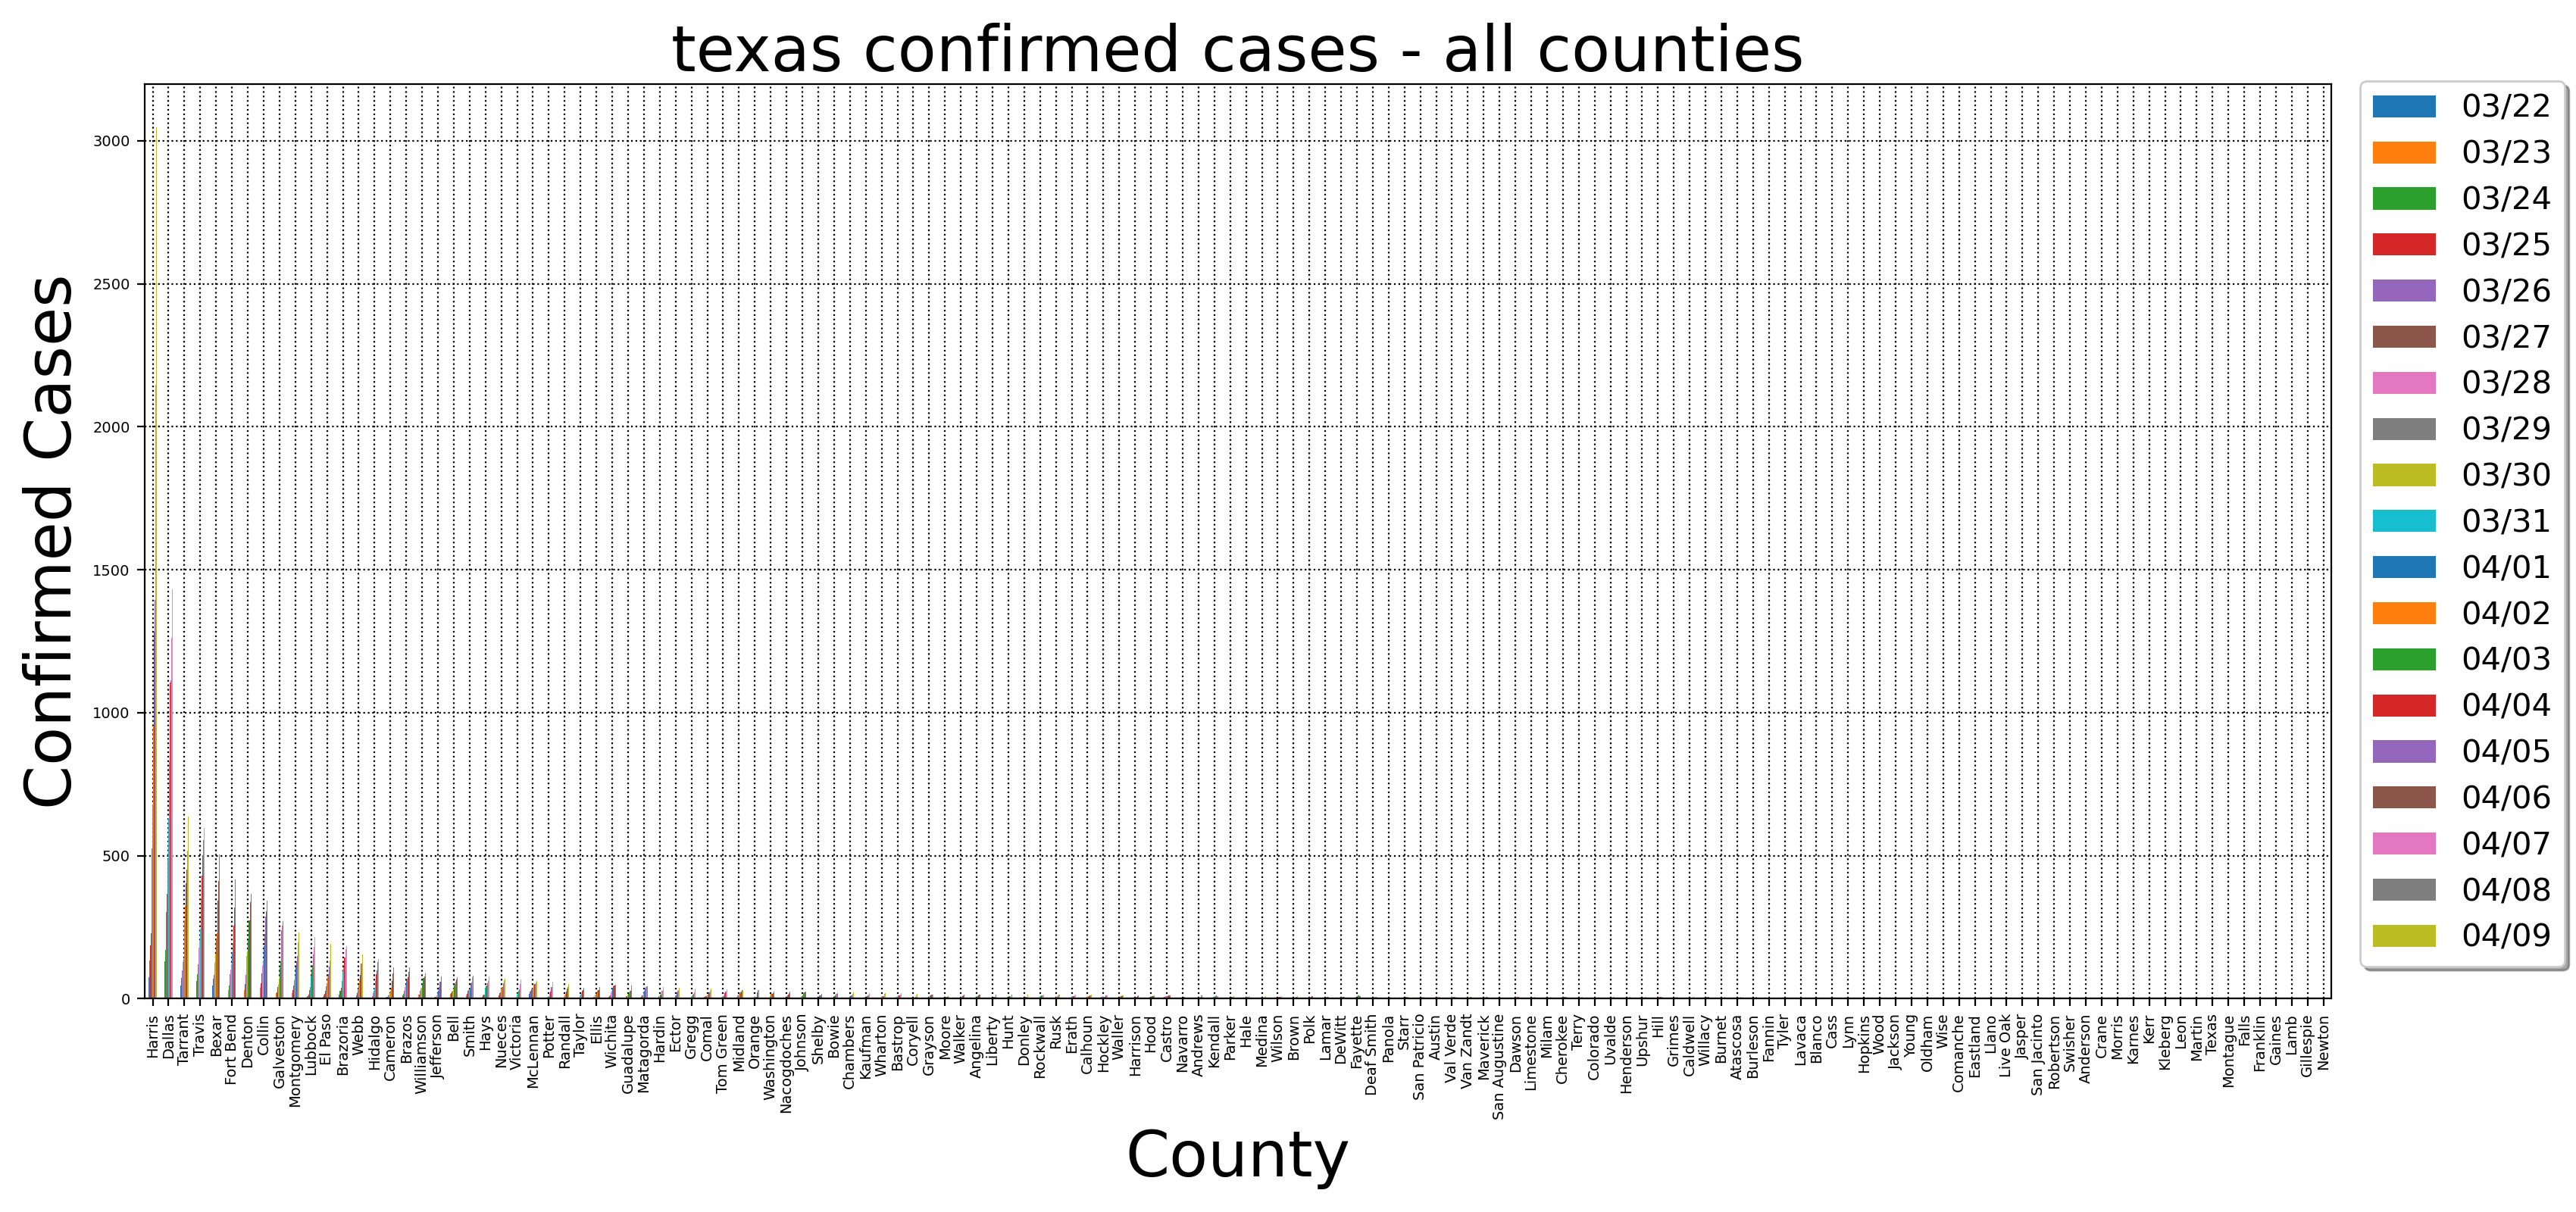 texas confirmed cases - all counties
Confirmed Cases
3000
2500
2000
1500
1000
500
0
Harris
Dallas
Tarrant
Travis
Bexar
Fort Bend
Denton
Collin
Galveston
Montgomery
Lubbock
El Paso
Brazoria
Webb
Hidalgo
Cameron
Brazos
Williamson
Jefferson
Bell
Smith
Hays
Nueces
Victoria
McLennan
Potter
Randall
Taylor
Ellis
Wichita
Guadalupe
Matagorda
Hardin
Ector
Gregg
Comal
Tom Green
Midland
Orange
Washington
Nacogdoches
Johnson
Shelby
Bowie
Chambers
Kaufman
Wharton
Bastrop
Coryell
Grayson
Moore
Walker
Angelina
Liberty
Hunt
Donley
Rockwall
Rusk
Erath
Calhoun
Hockley
Waller
Harrison
Hood
Castro
Navarro
Andrews
Kendall
Parker
Hale
Medina
Wilson
Brown
Polk
Lamar
DeWitt
Fayette
Deaf Smith
Panola
Starr
San Patricio
Austin
Val Verde
Van Zandt
Maverick
San Augustine
Dawson
Limestone
Milam
Cherokee
Terry
Colorado
Uvalde
Henderson
Upshur
Hill
Grimes
Caldwell
Willacy
Burnet
Atascosa
Burleson
Fannin
Tyler
Lavaca
Blanco
Cass
Lynn
Hopkins
Wood
Jackson
Young
Oldham
Wise
Comanche
Eastland
Llano
Live Oak
Jasper
San Jacinto
Robertson
Swisher
Anderson
Crane
Morris
Karnes
Kerr
Kleberg
Leon
Martin
Texas
Montague
Falls
Franklin
Gaines
Lamb
Gillespie
Newton
County
03/22
03/23
03/24
03/25
03/26
03/27
03/28
03/29
03/30
03/31
04/01
04/02
04/03
04/04
04/05
04/06
04/07
04/08
04/09